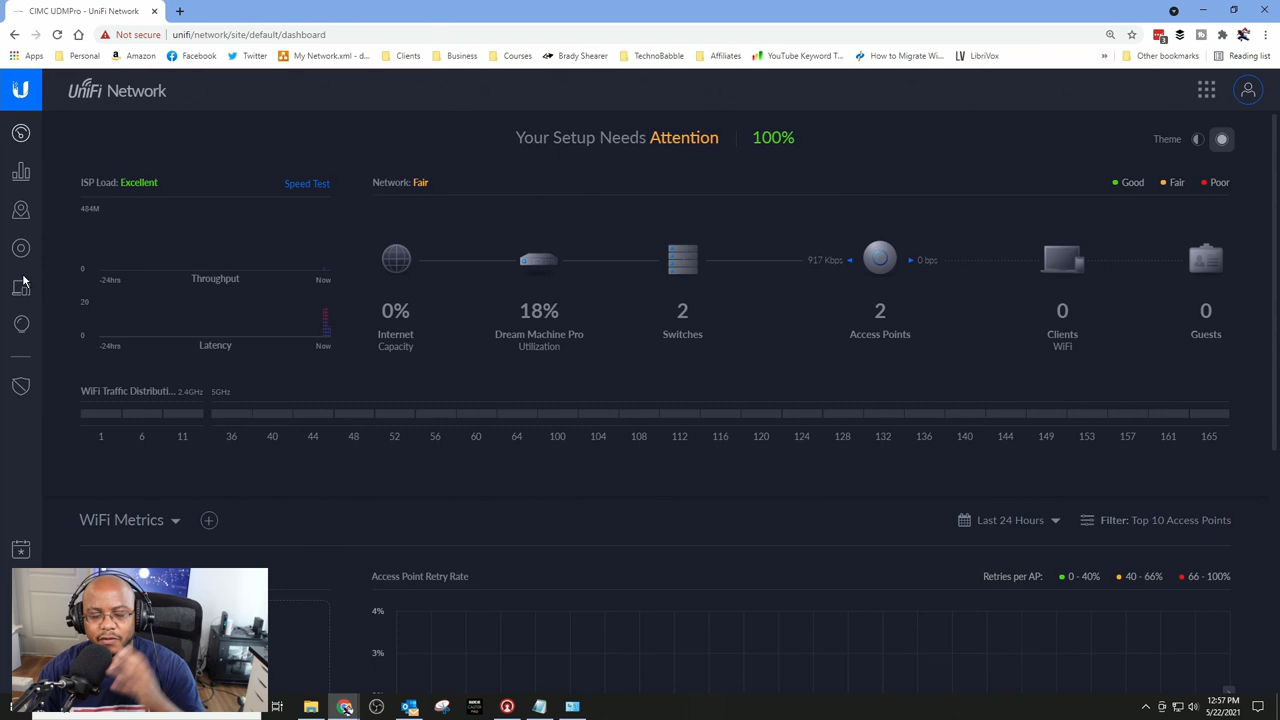 CIMC UDMPro - UniFi Network
Not secure unifi/network/site/default/dashboard
Apps Personal Amazon Facebook Twitter My Network.xml - d... Clients Business Courses Brady Shearer TechnoBabble Affiliates YouTube Keyword T... How to Migrate Wi... LibriVox » Other bookmarks Reading list
UniFi Network
Your Setup Needs Attention 100%
Theme
ISP Load: Excellent Speed Test
Network: Fair
Good Fair Poor
484M
0
-24hrs Throughput Now
20
0
-24hrs Latency Now
917 Kbps 0 bps
0% 18% 2 2 0 0
Internet Dream Machine Pro Switches Access Points Clients Guests
Capacity Utilization WiFi
WiFi Traffic Distributi... 2.4GHz 5GHz
1 6 11 36 40 44 48 52 56 60 64 100 104 108 112 116 120 124 128 132 136 140 144 149 153 157 161 165
WiFi Metrics
Last 24 Hours Filter: Top 10 Access Points
Access Point Retry Rate
Retries per AP: 0 - 40% 40 - 66% 66 - 100%
4%
3%
12:57 PM
5/22/2021